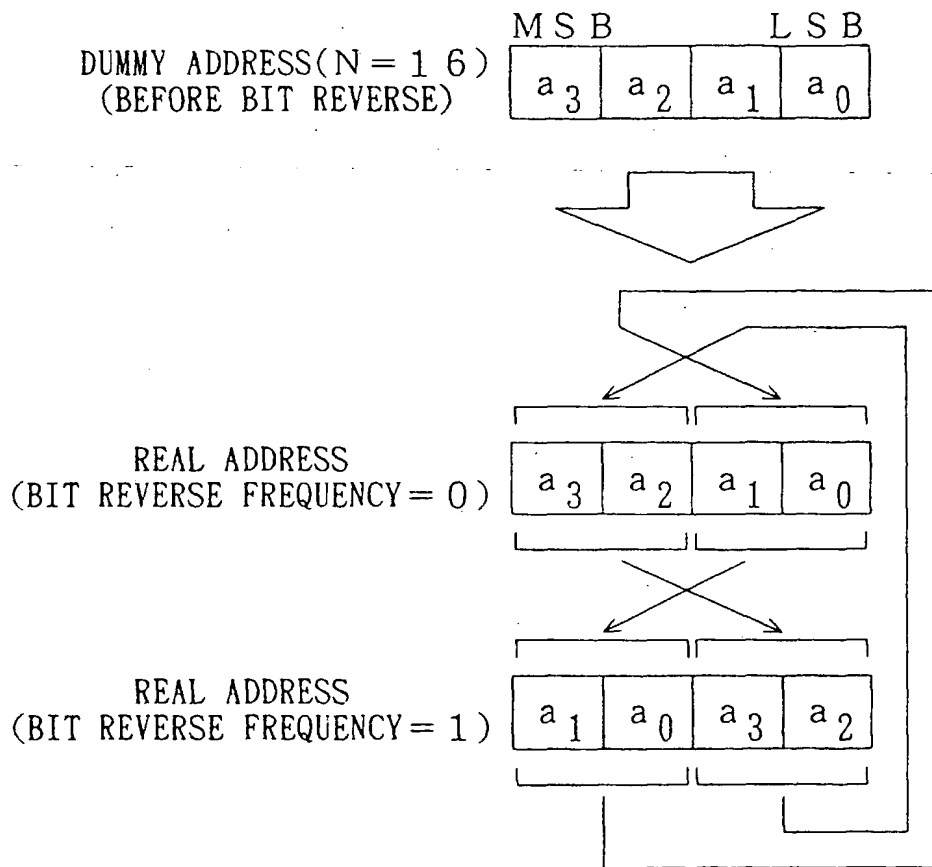 MSB LSB
DUMMY ADDRESS(N=16)
(BEFORE BIT REVERSE)
a3 a2 a1 a0
REAL ADDRESS
(BIT REVERSE FREQUENCY=0)
a3 a2 a1 a0
REAL ADDRESS
(BIT REVERSE FREQUENCY=1)
a1 a0 a3 a2